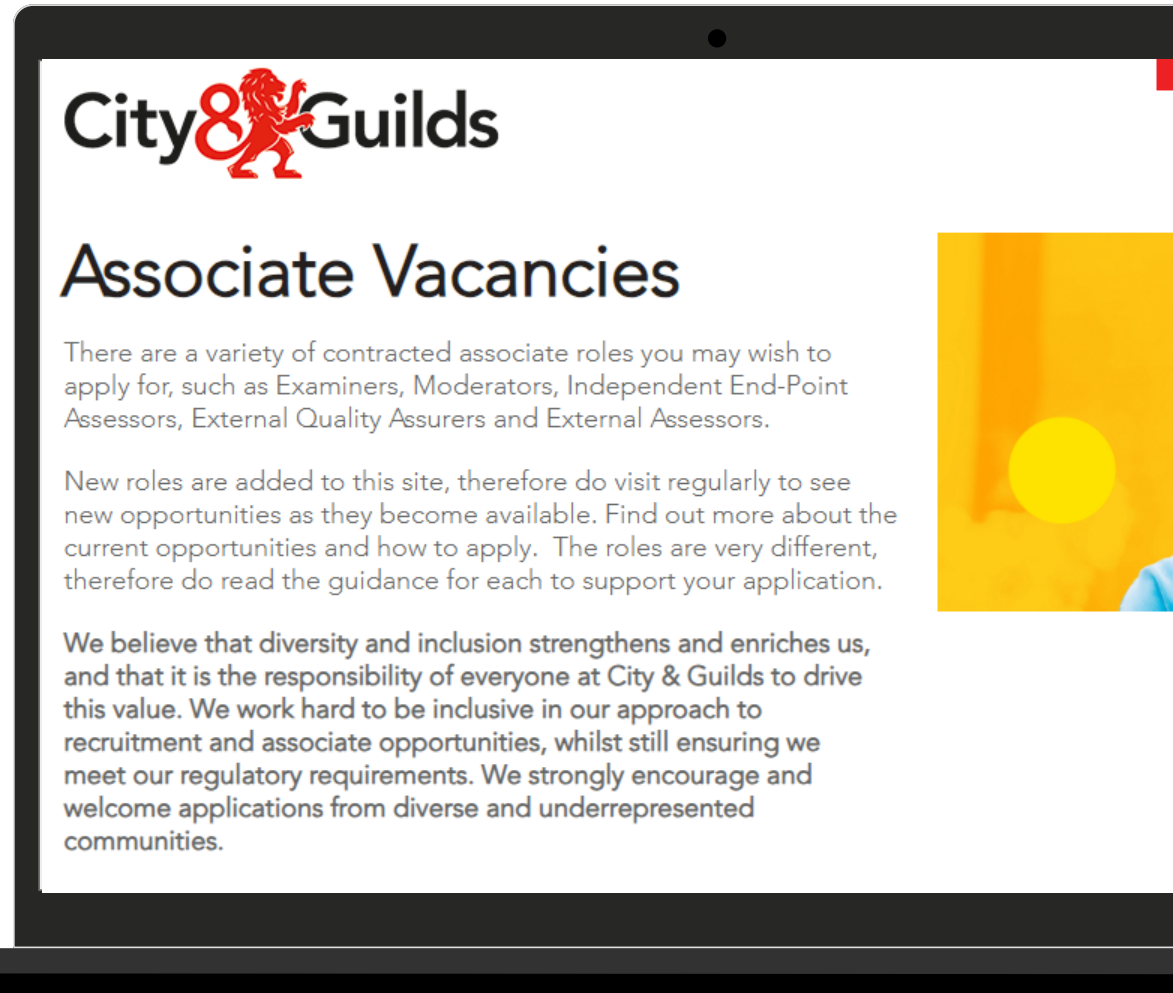 City & Guilds
Associate Vacancies
There are a variety of contracted associate roles you may wish to
apply for, such as Examiners, Moderators, Independent End-Point
Assessors, External Quality Assurers and External Assessors.
New roles are added to this site, therefore do visit regularly to see
new opportunities as they become available. Find out more about the
current opportunities and how to apply.  The roles are very different,
therefore do read the guidance for each to support your application.
We believe that diversity and inclusion strengthens and enriches us,
and that it is the responsibility of everyone at City & Guilds to drive
this value. We work hard to be inclusive in our approach to
recruitment and associate opportunities, whilst still ensuring we
meet our regulatory requirements. We strongly encourage and
welcome applications from diverse and underrepresented
communities.